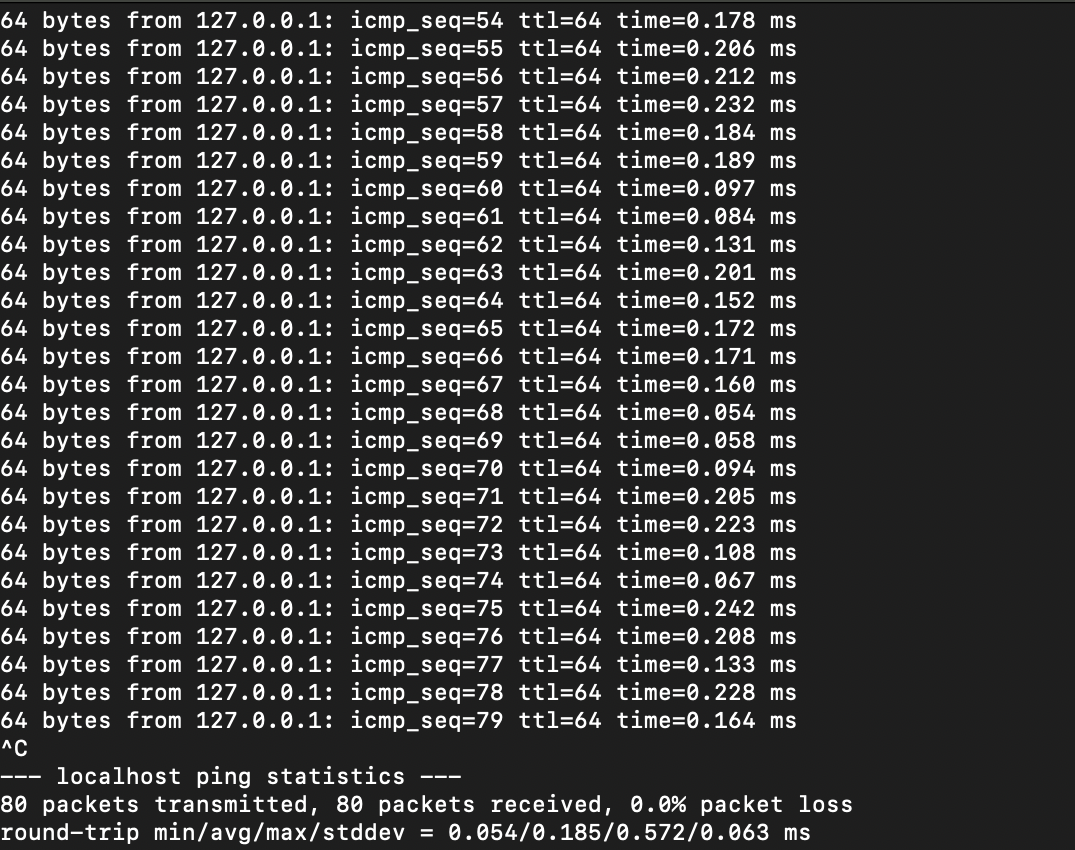 64 bytes from 127.0.0.1: icmp_seq=54 ttl=64 time=0.178 ms
64 bytes from 127.0.0.1: icmp_seq=55 ttl=64 time=0.206 ms
64 bytes from 127.0.0.1: icmp_seq=56 ttl=64 time=0.212 ms
64 bytes from 127.0.0.1: icmp_seq=57 ttl=64 time=0.232 ms
64 bytes from 127.0.0.1: icmp_seq=58 ttl=64 time=0.184 ms
64 bytes from 127.0.0.1: icmp_seq=59 ttl=64 time=0.189 ms
64 bytes from 127.0.0.1: icmp_seq=60 ttl=64 time=0.097 ms
64 bytes from 127.0.0.1: icmp_seq=61 ttl=64 time=0.084 ms
64 bytes from 127.0.0.1: icmp_seq=62 ttl=64 time=0.131 ms
64 bytes from 127.0.0.1: icmp_seq=63 ttl=64 time=0.201 ms
64 bytes from 127.0.0.1: icmp_seq=64 ttl=64 time=0.152 ms
64 bytes from 127.0.0.1: icmp_seq=65 ttl=64 time=0.172 ms
64 bytes from 127.0.0.1: icmp_seq=66 ttl=64 time=0.171 ms
64 bytes from 127.0.0.1: icmp_seq=67 ttl=64 time=0.160 ms
64 bytes from 127.0.0.1: icmp_seq=68 ttl=64 time=0.054 ms
64 bytes from 127.0.0.1: icmp_seq=69 ttl=64 time=0.058 ms
64 bytes from 127.0.0.1: icmp_seq=70 ttl=64 time=0.094 ms
64 bytes from 127.0.0.1: icmp_seq=71 ttl=64 time=0.205 ms
64 bytes from 127.0.0.1: icmp_seq=72 ttl=64 time=0.223 ms
64 bytes from 127.0.0.1: icmp_seq=73 ttl=64 time=0.108 ms
64 bytes from 127.0.0.1: icmp_seq=74 ttl=64 time=0.067 ms
64 bytes from 127.0.0.1: icmp_seq=75 ttl=64 time=0.242 ms
64 bytes from 127.0.0.1: icmp_seq=76 ttl=64 time=0.208 ms
64 bytes from 127.0.0.1: icmp_seq=77 ttl=64 time=0.133 ms
64 bytes from 127.0.0.1: icmp_seq=78 ttl=64 time=0.228 ms
64 bytes from 127.0.0.1: icmp_seq=79 ttl=64 time=0.164 ms
^C
--- localhost ping statistics ---
80 packets transmitted, 80 packets received, 0.0% packet loss
round-trip min/avg/max/stddev = 0.054/0.185/0.572/0.063 ms